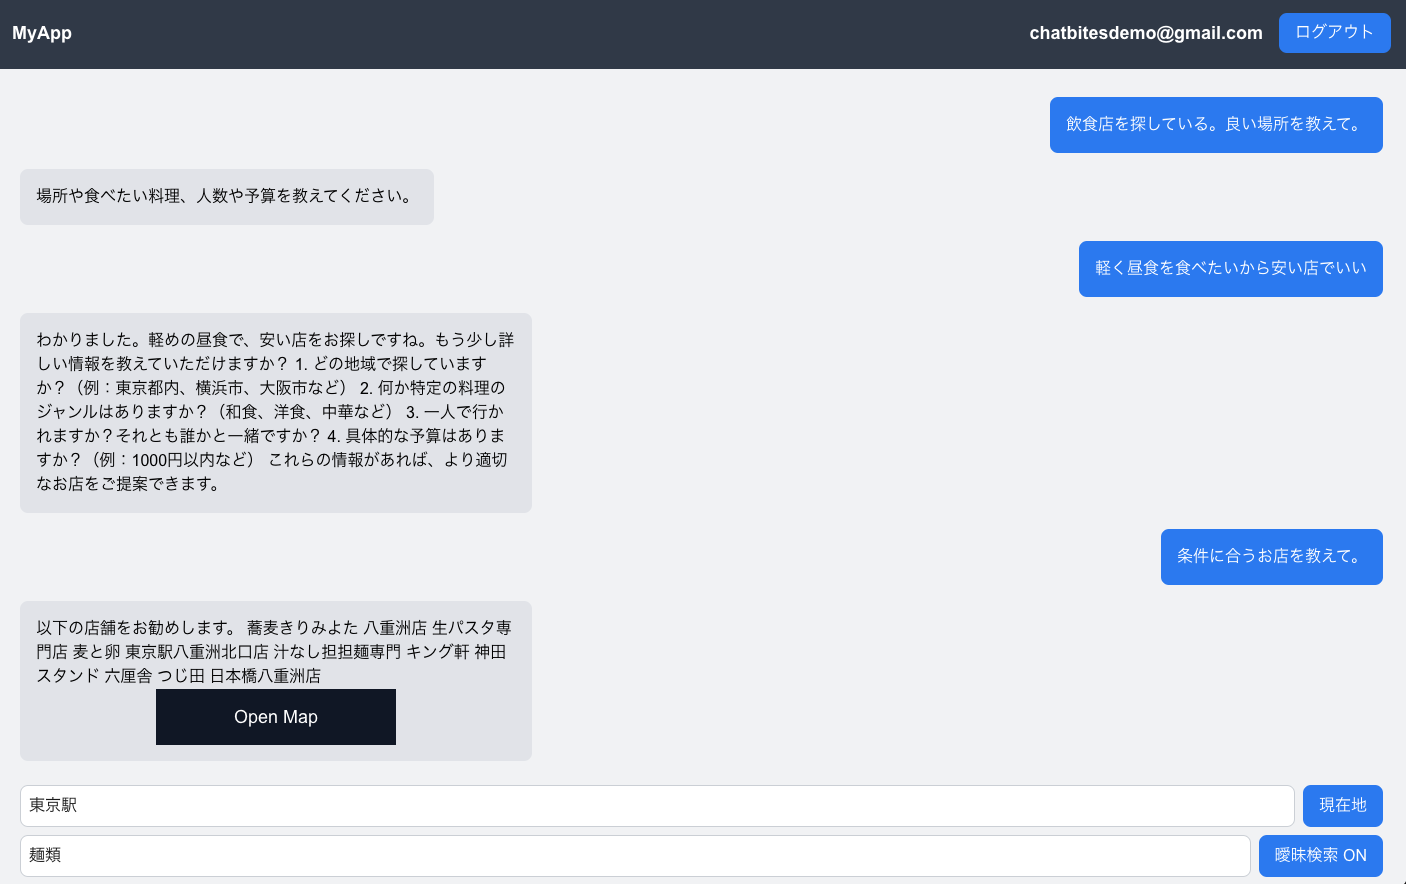 MyApp
chatbitesdemo@gmail.com
ログアウト
飲食店を探している。良い場所を教えて。
場所や食べたい料理、人数や予算を教えてください。
軽く昼食を食べたいから安い店でいい
わかりました。軽めの昼食で、安い店をお探しですね。もう少し詳
しい情報を教えていただけますか？ 1. どの地域で探しています
か？（例：東京都内、横浜市、大阪市など） 2. 何か特定の料理の
ジャンルはありますか？（和食、洋食、中華など） 3. 一人で行か
れますか？それとも誰かと一緒ですか？ 4. 具体的な予算はありま
すか？（例：1000円以内など） これらの情報があれば、より適切
なお店をご提案できます。
条件に合うお店を教えて。
以下の店舗をお勧めします。 蕎麦きりみよた 八重洲店 生パスタ専
門店 麦と卵 東京駅八重洲北口店 汁なし担担麺専門 キング軒 神田
スタンド 六厘舎 つじ田 日本橋八重洲店
Open Map
東京駅
現在地
麺類
曖昧検索 ON